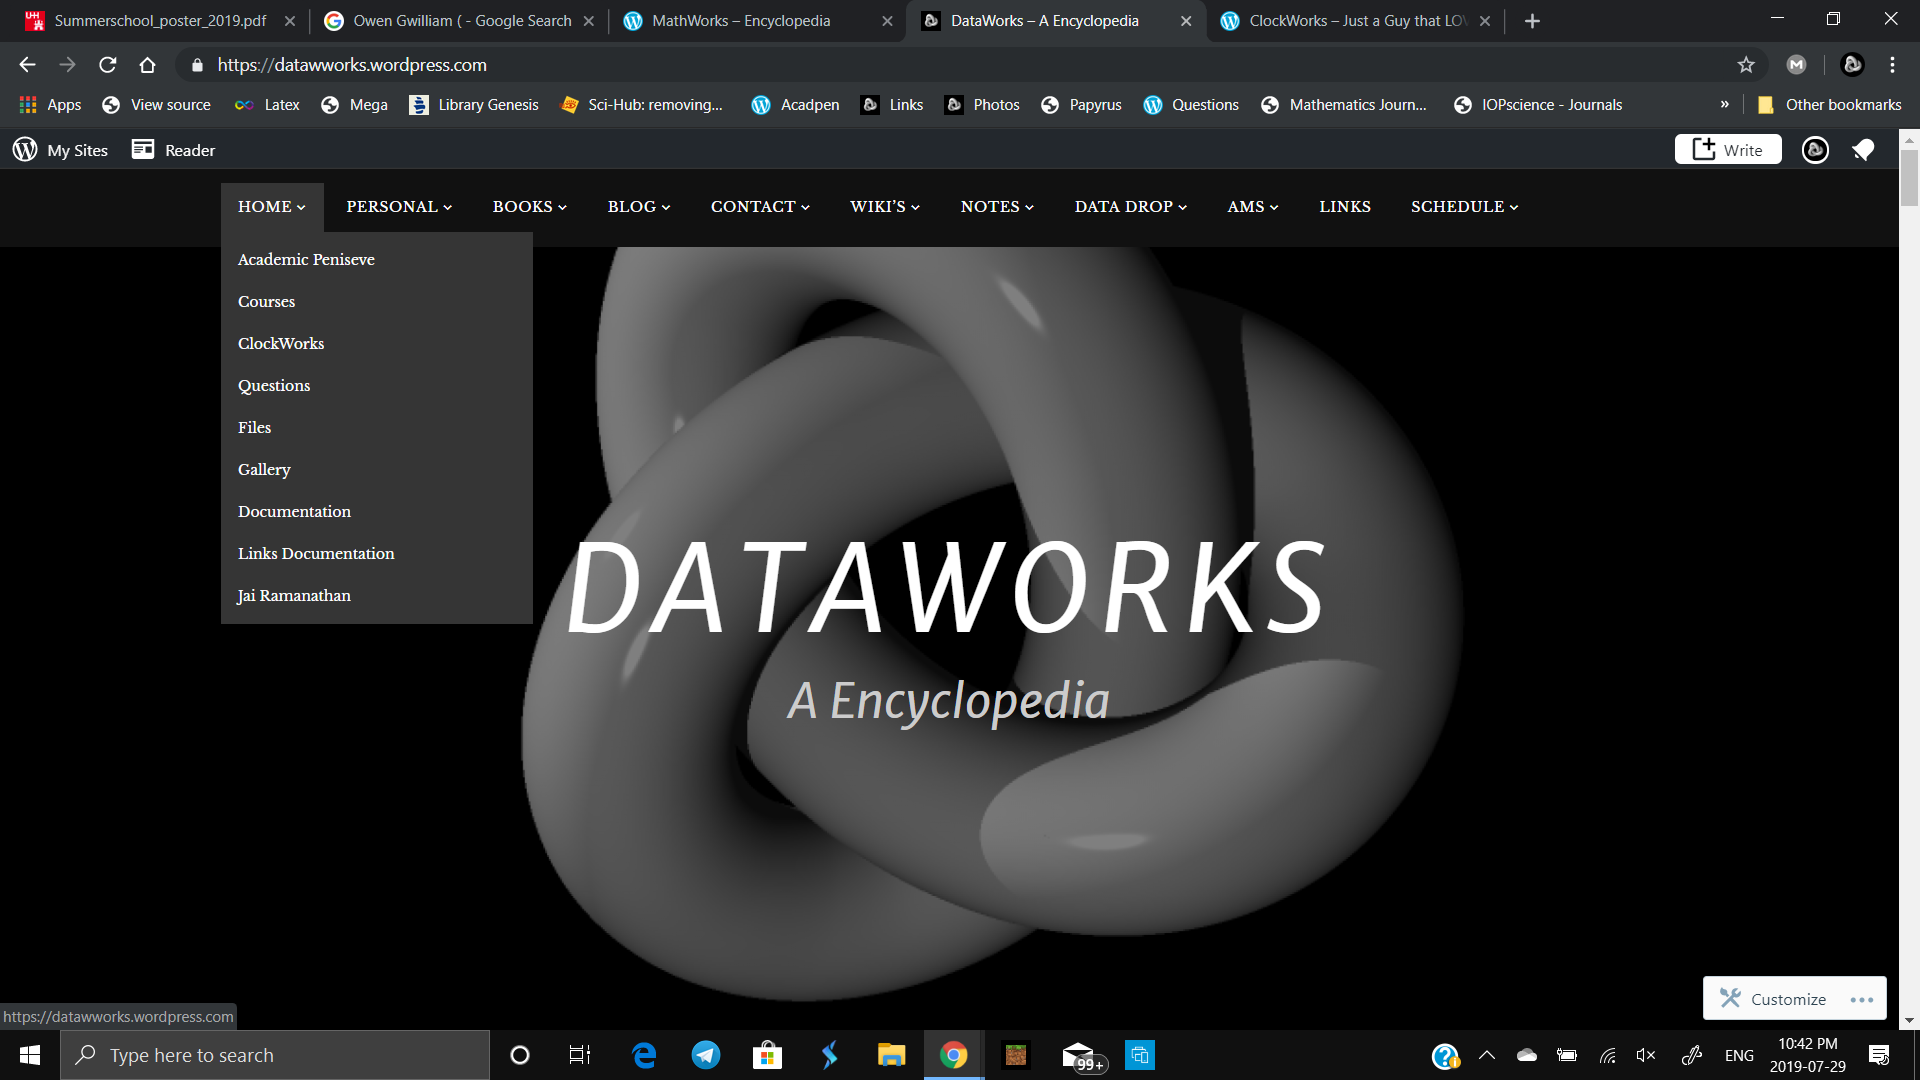 Summerschool_poster_2019.pdf
Owen Gwilliam ( - Google Search
MathWorks – Encyclopedia
DataWorks – A Encyclopedia
ClockWorks – Just a Guy that LOV
https://datawworks.wordpress.com
Apps
View source
Latex
Mega
Library Genesis
Sci-Hub: removing...
Acadpen
Links
Photos
Papyrus
Questions
Mathematics Journ...
IOPscience - Journals
»
Other bookmarks
My Sites
Reader
Write
HOME
PERSONAL
BOOKS
BLOG
CONTACT
WIKI'S
NOTES
DATA DROP
AMS
LINKS
SCHEDULE
Academic Peniseve
Courses
ClockWorks
Questions
Files
Gallery
Documentation
Links Documentation
Jai Ramanathan
DATAWORKS
A Encyclopedia
Customize
https://datawworks.wordpress.com
Type here to search
99+
ENG
10:42 PM
2019-07-29